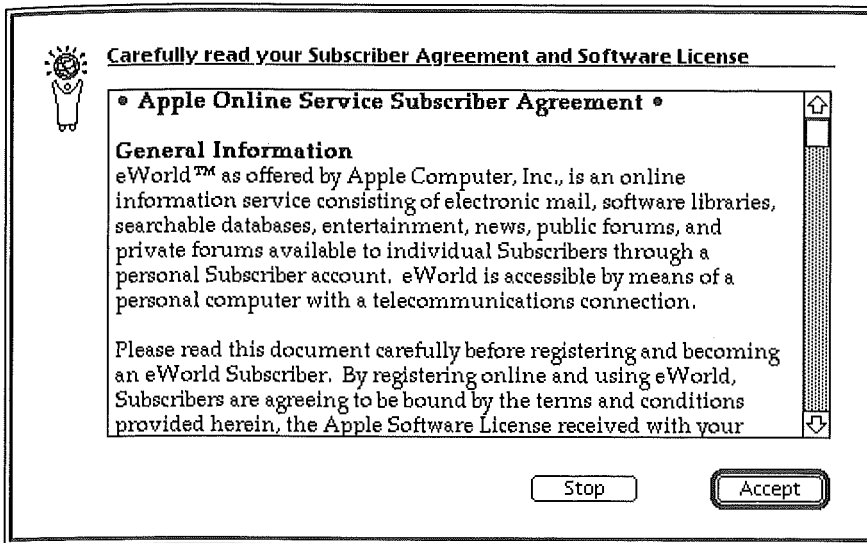 Carefully read your Subscriber Agreement and Software License
• Apple Online Service Subscriber Agreement •
General Information
eWorld™ as offered by Apple Computer, Inc., is an online
information service consisting of electronic mail, software libraries,
searchable databases, entertainment, news, public forums, and
private forums available to individual Subscribers through a
personal Subscriber account. eWorld is accessible by means of a
personal computer with a telecommunications connection.
Please read this document carefully before registering and becoming
an eWorld Subscriber. By registering online and using eWorld,
Subscribers are agreeing to be bound by the terms and conditions
provided herein, the Apple Software License received with your
Stop
Accept